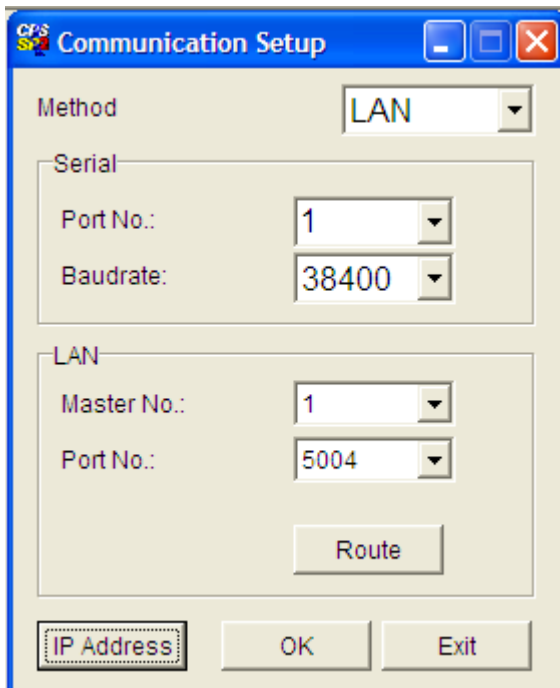 CPS
Communication Setup
Method LAN
Serial
Port No.: 1
Baudrate: 38400
LAN
Master No.: 1
Port No.: 5004
Route
IP Address OK Exit